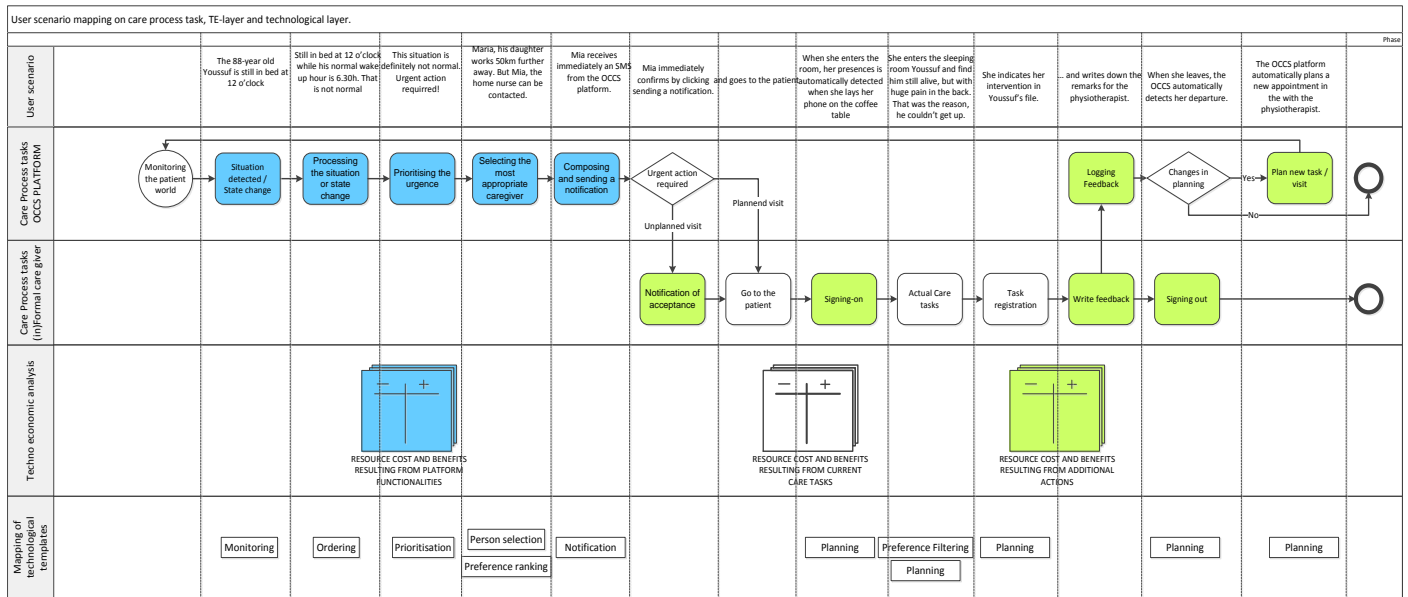 User scenario mapping on care process task, TE-layer and technological layer.
Phase
User scenario
The 88-year old
Youssuf is still in bed at
12 o'clock
Still in bed at 12 o'clock
while his normal wake
up hour is 6.30h. That
is not normal
This situation is
definitely not normal.
Urgent action
requirred!
Maria, his daughter
works 50km further
away. But Mia, the
home nurse can be
contacted.
Mia receives
immediately an SMS
from the OCCS
platform.
Mia immediately
confirms by clicking
sending a notification.
and goes to the patient
When she enters the
room, her presences is
automatically detected
when she lays her
phone on the coffee
table
She enters the sleeping
room Youssuf and find
him still alive, but with
huge pain in the back.
That was the reason,
he couldn't get up.
She indicates her
intervention in
Youssuf's file.
... and writes down the
remarks for the
physiotherapist.
When she leaves, the
OCCS automatically
detects her departure.
The OCCS platform
automatically plans a
new appointment in
the with the
physiotherapist.
Care Process tasks
OCCS PLATFORM
Monitoring
the patient
world
Situation
detected /
State change
Processing
the situation
or state
change
Prioritising the
urgence
Selecting the
most
appropriate
caregiver
Composing
and sending a
notification
Urgent action
required
Plannend visit
Unplanned visit
Logging
Feedback
Changes in
planning
Yes
No
Plan new task /
visit
Care Process tasks
(in)Formal care giver
Notification of
acceptance
Go to the
patient
Signing-on
Actual Care
tasks
Task
registration
Write feedback
Signing out
Techno economic analysis
— +
RESOURCE COST AND BENEFITS
RESULTING FROM PLATFORM
FUNCTIONALITIES
— +
RESOURCE COST AND BENEFITS
RESULTING FROM CURRENT
CARE TASKS
— +
RESOURCE COST AND BENEFITS
RESULTING FROM ADDITIONAL
ACTIONS
Mapping of
technological
templates
Monitoring
Ordering
Prioritisation
Person selection
Preference ranking
Notification
Planning
Preference Filtering
Planning
Planning
Planning
Planning